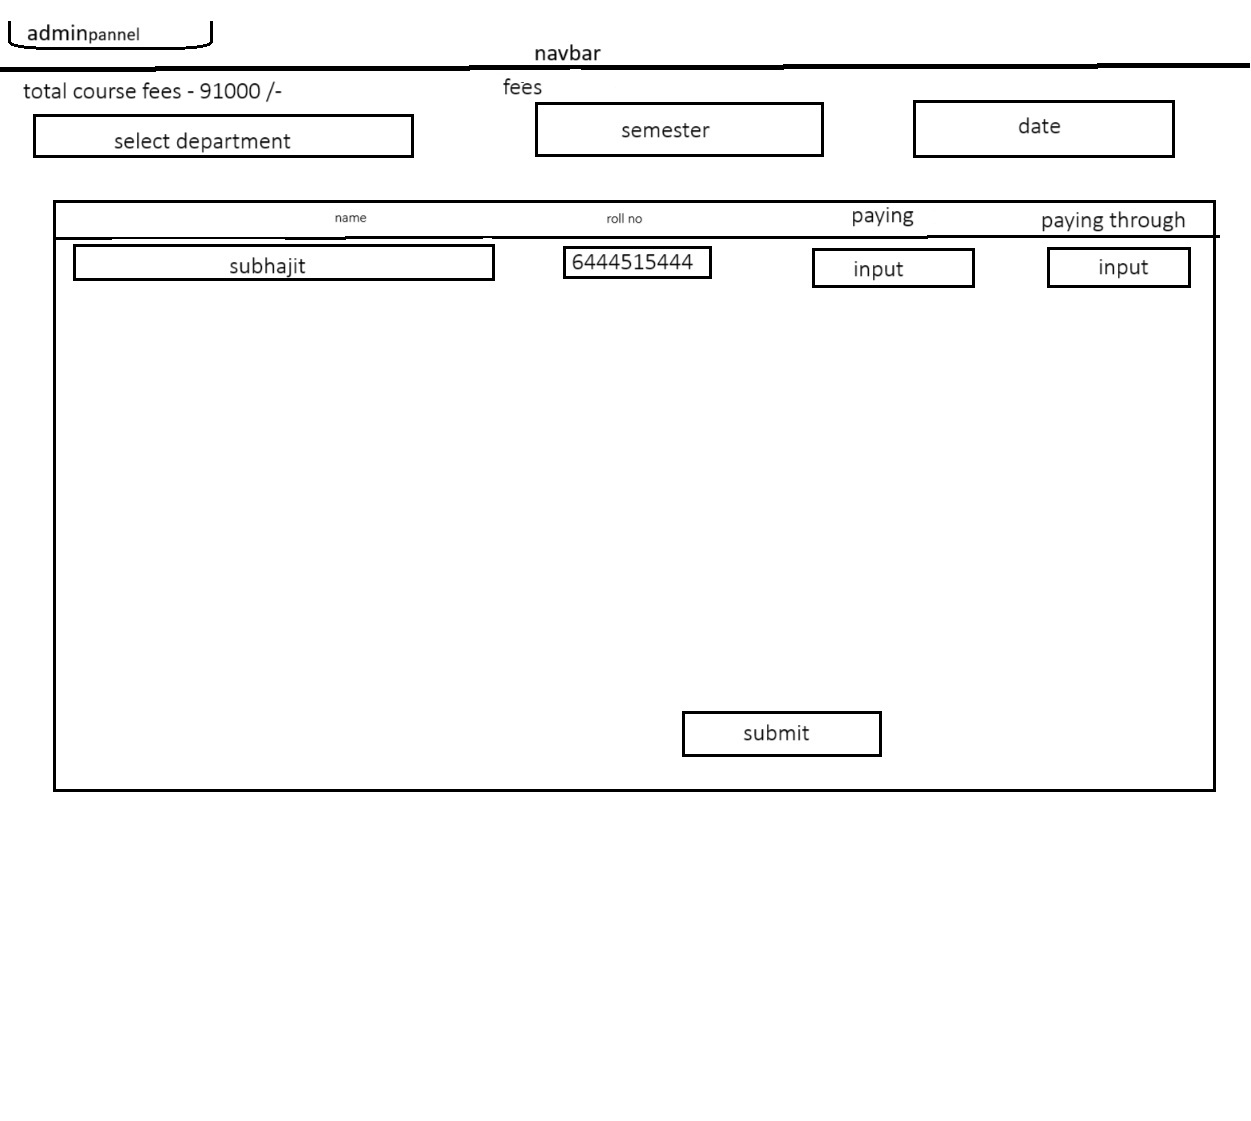 adminpannel
navbar
total course fees - 91000 /-
fees
select department
semester
date
name
roll no
paying
paying through
subhajit
6444515444
input
input
submit